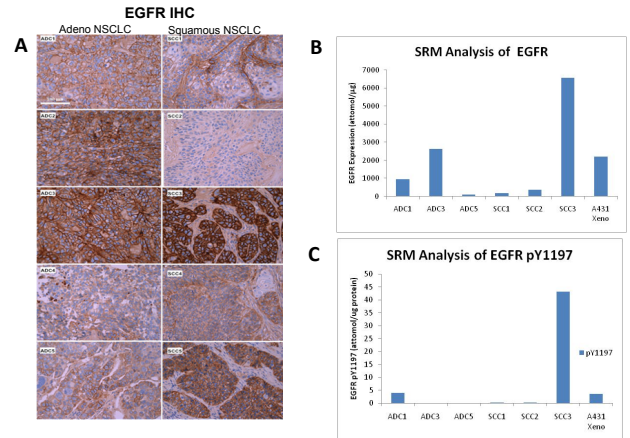 EGFR IHC
Adeno NSCLC
Squamous NSCLC
A
ADC1
SCC1
ADC2
SCC2
ADC3
SCC3
ADC4
SCC4
ADC5
SCC5
B
SRM Analysis of EGFR
EGFR Expression (attomol/µg)
7000
6000
5000
4000
3000
2000
1000
0
ADC1 ADC3 ADC5 SCC1 SCC2 SCC3 A431
Xeno
C
SRM Analysis of EGFR pY1197
EGFR pY1197 (attomol/ug protein)
50
45
40
35
30
25
20
15
10
5
0
pY1197
ADC1 ADC3 ADC5 SCC1 SCC2 SCC3 A431
Xeno